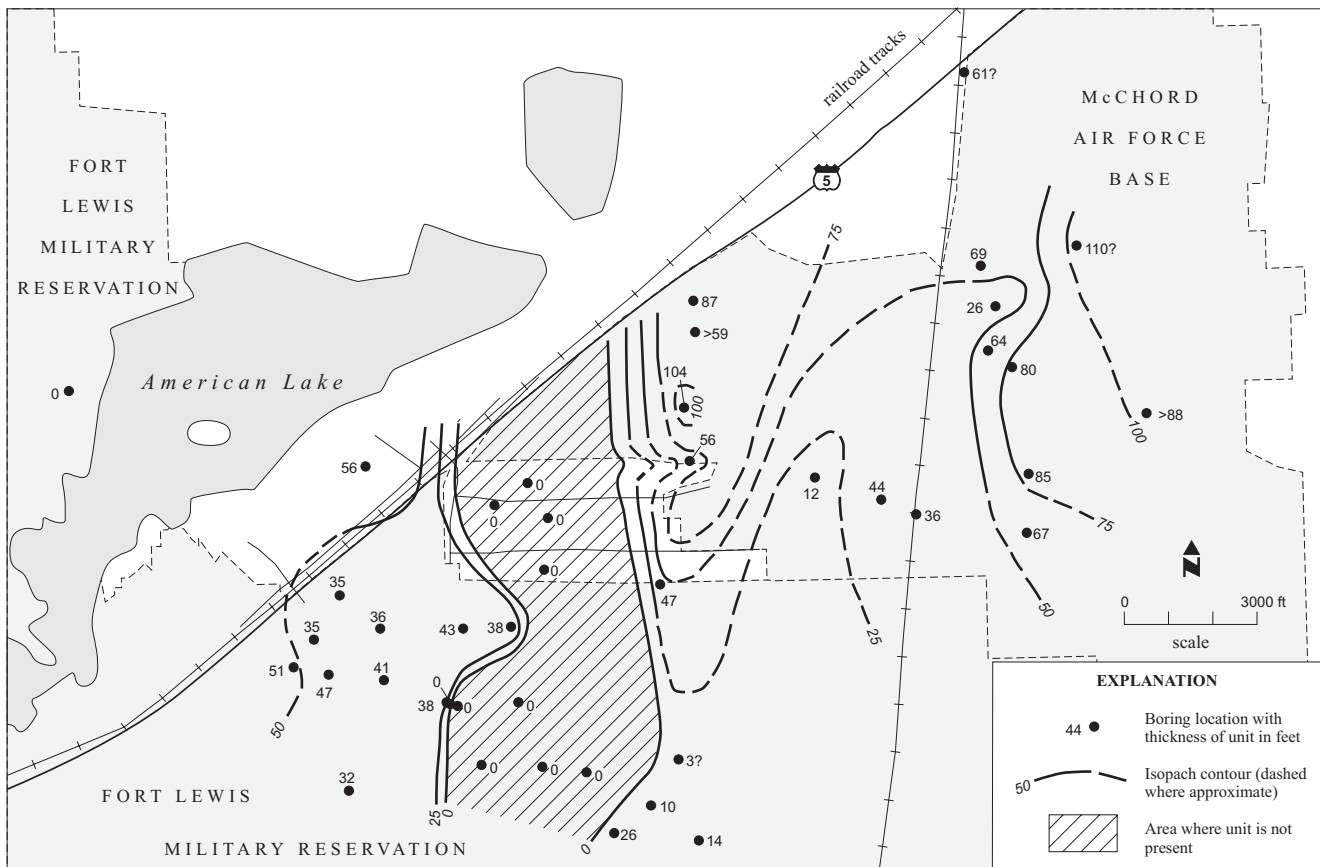 railroad tracks
61?
McCHORD
AIR FORCE
BASE
FORT
LEWIS
MILITARY
RESERVATION
5
75
69
110?
87
26
>59
64
American Lake
104
80
0
100
>88
100
56
56
85
12
44
36
0
0
0
75
67
0
47
50
35
25
0
3000 ft
scale
35
36
43
38
51
47
41
0
50
38
0
0
3?
0
0
0
32
FORT LEWIS
25
0
10
26
14
0
MILITARY RESERVATION
EXPLANATION
44
Boring location with
thickness of unit in feet
50
Isopach contour (dashed
where approximate)
Area where unit is not
present
N